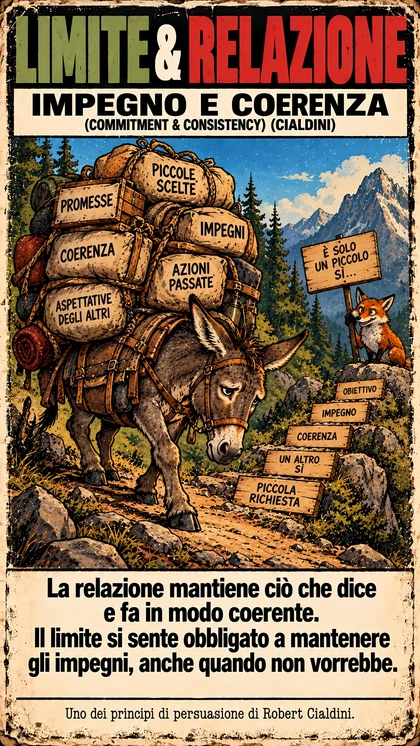 LIMITE & RELAZIONE
IMPEGNO E COERENZA
(COMMITMENT & CONSISTENCY) (CIALDINI)
PICCOLE
SCELTE
PROMESSE
IMPEGNI
COERENZA
AZIONI
PASSATE
ASPETTATIVE
DEGLI ALTRI
È SOLO
UN PICCOLO
SÌ...
OBIETTIVO
IMPEGNO
COERENZA
UN ALTRO
SÌ
PICCOLA
RICHIESTA
La relazione mantiene ciò che dice
e fa in modo coerente.
Il limite si sente obbligato a mantenere
gli impegni, anche quando non vorrebbe.
Uno dei principi di persuasione di Robert Cialdini.